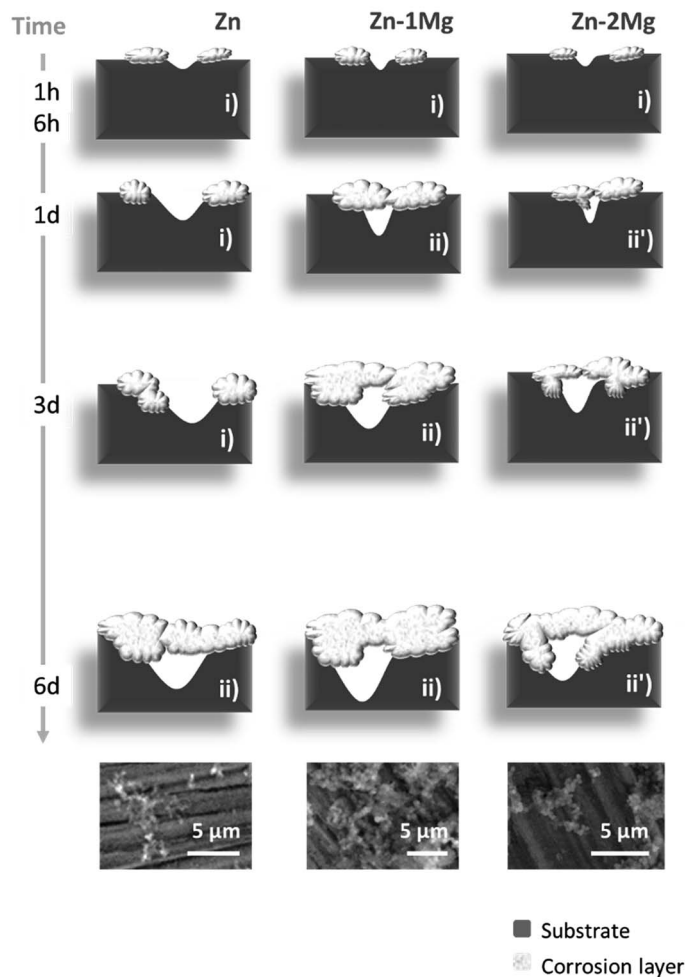 Time Zn Zn-1Mg Zn-2Mg
1h i) i) i)
6h
1d i) ii) ii')
3d i) ii) ii')
6d ii) ii) ii')
5 µm 5 µm 5 µm
Substrate
Corrosion layer